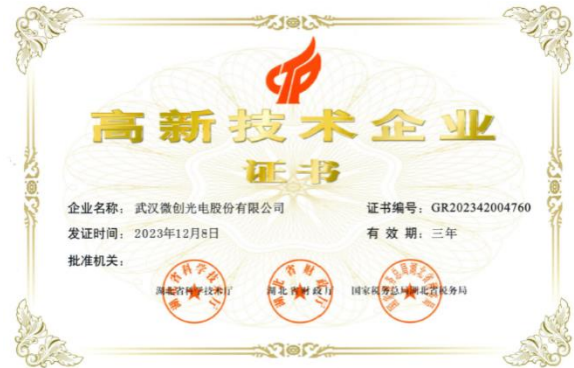 高新技术企业
证书
企业名称：武汉微创光电股份有限公司 证书编号：GR202342004760
发证时间：2023年12月8日 有效期：三年
批准机关：
湖北省科学技术厅 湖北省财政厅 国家税务总局湖北省税务局